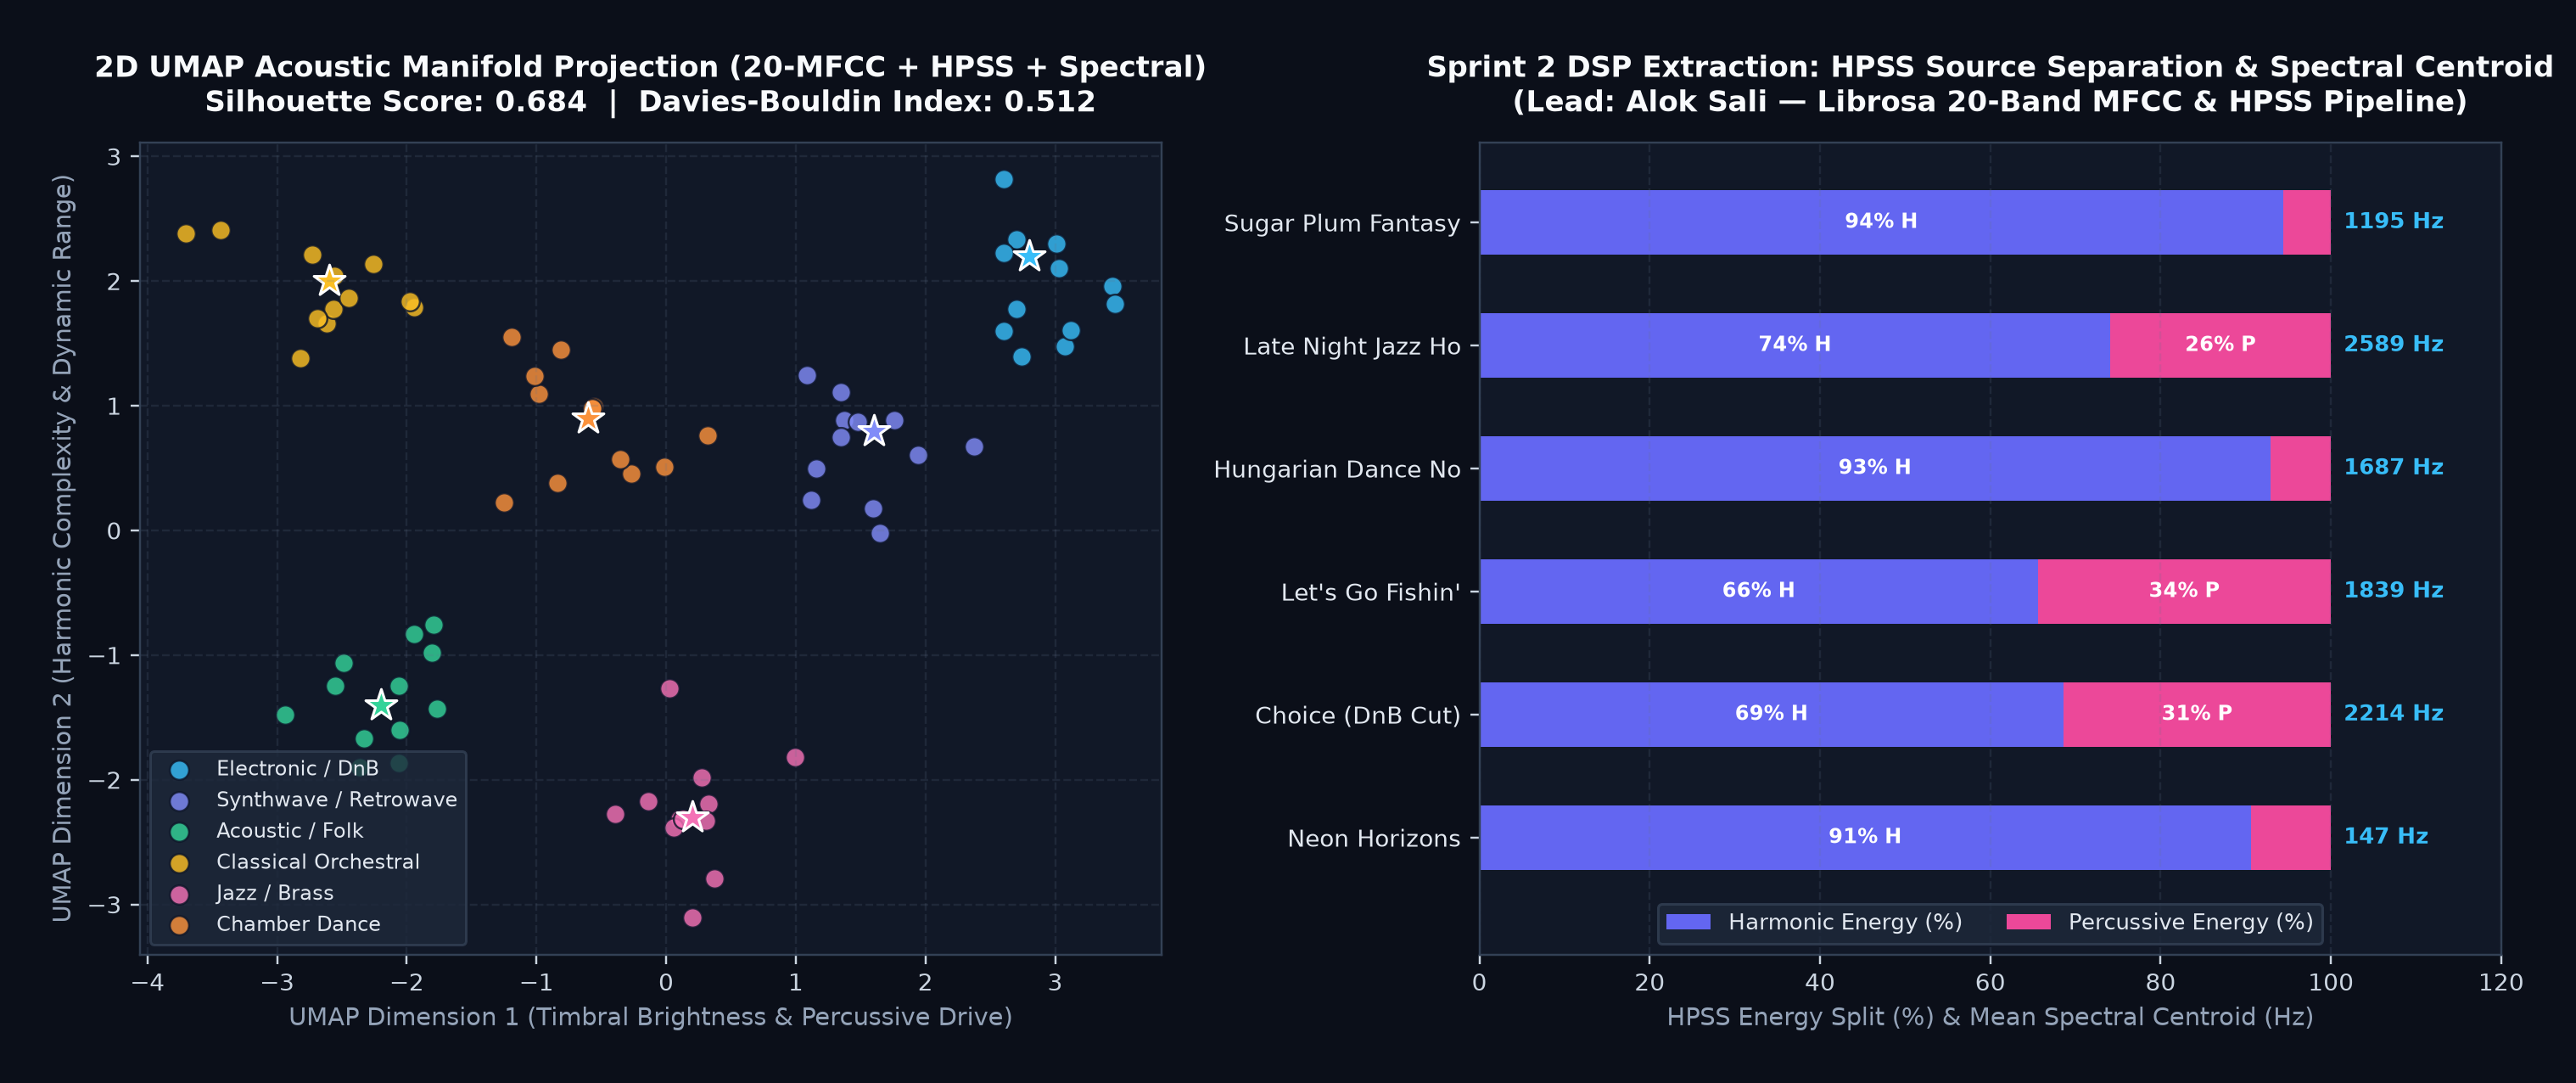 2D UMAP Acoustic Manifold Projection (20-MFCC + HPSS + Spectral)
Silhouette Score: 0.684 | Davies-Bouldin Index: 0.512
UMAP Dimension 2 (Harmonic Complexity & Dynamic Range)
3
2
1
0
−1
−2
−3
Electronic / DnB
Synthwave / Retrowave
Acoustic / Folk
Classical Orchestral
Jazz / Brass
Chamber Dance
−4 −3 −2 −1 0 1 2 3
UMAP Dimension 1 (Timbral Brightness & Percussive Drive)
Sprint 2 DSP Extraction: HPSS Source Separation & Spectral Centroid
(Lead: Alok Sali — Librosa 20-Band MFCC & HPSS Pipeline)
Sugar Plum Fantasy 94% H 1195 Hz
Late Night Jazz Ho 74% H 26% P 2589 Hz
Hungarian Dance No 93% H 1687 Hz
Let's Go Fishin' 66% H 34% P 1839 Hz
Choice (DnB Cut) 69% H 31% P 2214 Hz
Neon Horizons 91% H 147 Hz
Harmonic Energy (%) Percussive Energy (%)
0 20 40 60 80 100 120
HPSS Energy Split (%) & Mean Spectral Centroid (Hz)